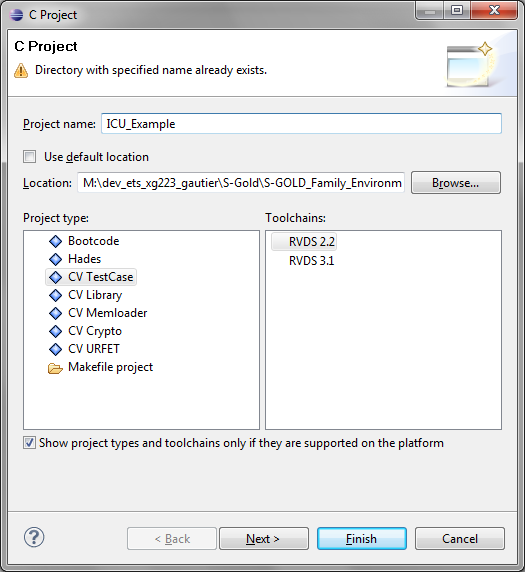 C Project
C Project
Directory with specified name already exists.
Project name: ICU_Example
Use default location
Location: M:\dev_ets_xg223_gautier\S-Gold\S-GOLD_Family_Environm Browse...
Project type: Toolchains:
Bootcode RVDS 2.2
Hades RVDS 3.1
CV TestCase
CV Library
CV Memloader
CV Crypto
CV URFET
Makefile project
Show project types and toolchains only if they are supported on the platform
? < Back Next > Finish Cancel